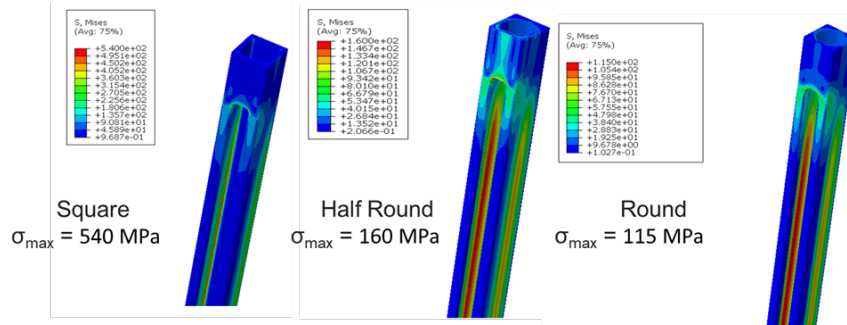 S, Mises
(Avg: 75%)
+5.400e+02
+4.951e+02
+4.502e+02
+4.052e+02
+3.603e+02
+3.154e+02
+2.705e+02
+2.256e+02
+1.806e+02
+1.357e+02
+9.081e+01
+4.589e+01
+9.687e-01
Square
σmax = 540 MPa
S, Mises
(Avg: 75%)
+1.600e+02
+1.467e+02
+1.334e+02
+1.201e+02
+1.067e+02
+9.342e+01
+8.010e+01
+6.679e+01
+5.347e+01
+4.015e+01
+2.684e+01
+1.352e+01
+2.066e-01
Half Round
σmax = 160 MPa
S, Mises
(Avg: 75%)
+1.150e+02
+1.054e+02
+9.585e+01
+8.628e+01
+7.670e+01
+6.713e+01
+5.755e+01
+4.798e+01
+3.840e+01
+2.883e+01
+1.925e+01
+9.678e+00
+1.027e-01
Round
σmax = 115 MPa